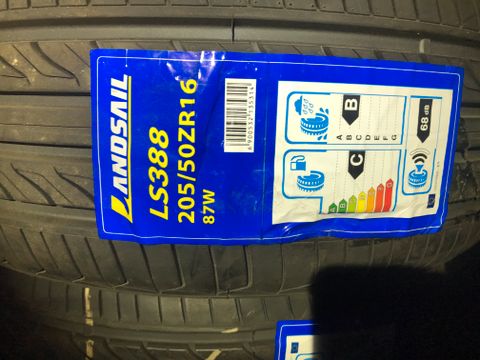 LANDSAIL
LS388
205/50ZR16
87W
B
A B C D E F G
C
68 dB